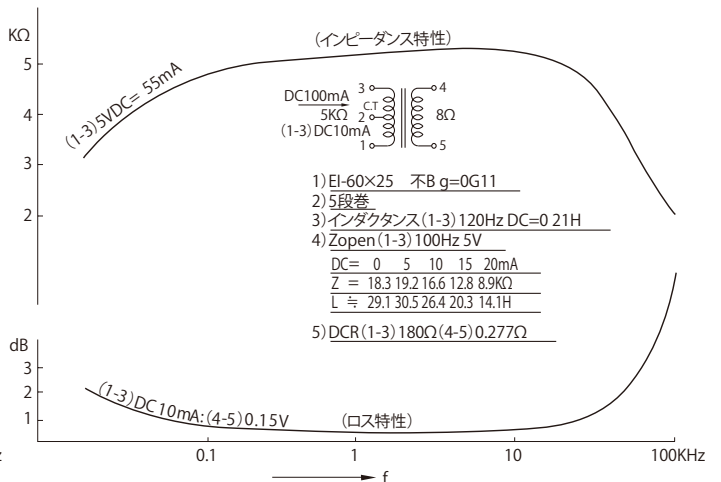 KΩ
5
4
3
2
(インピーダンス特性)
(1-3)5VDC= 55mA
DC100mA
5KΩ
(1-3)DC10mA
3
C.T
2
1
4
8Ω
5
1)EI-60×25 不B g=0G11
2)5段巻
3)インダクタンス(1-3)120Hz DC=0 21H
4)Zopen(1-3)100Hz 5V
DC= 0 5 10 15 20mA
Z = 18.3 19.2 16.6 12.8 8.9KΩ
L ≒ 29.1 30.5 26.4 20.3 14.1H
5)DCR(1-3)180Ω(4-5)0.277Ω
dB
3
2
1
(1-3)DC10mA:(4-5)0.15V
(ロス特性)
0.1 1 10 100KHz
f